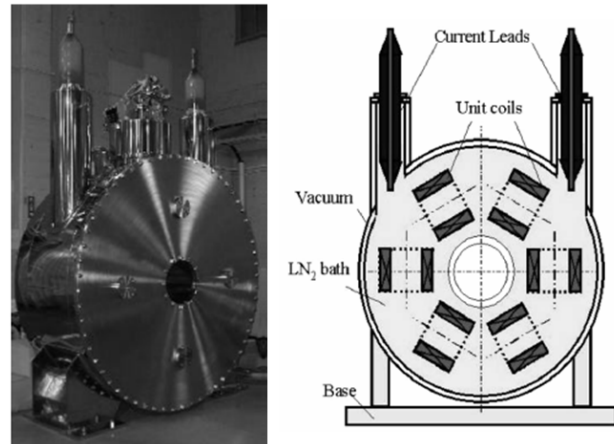 Current Leads
Unit coils
Vacuum
LN₂ bath
Base